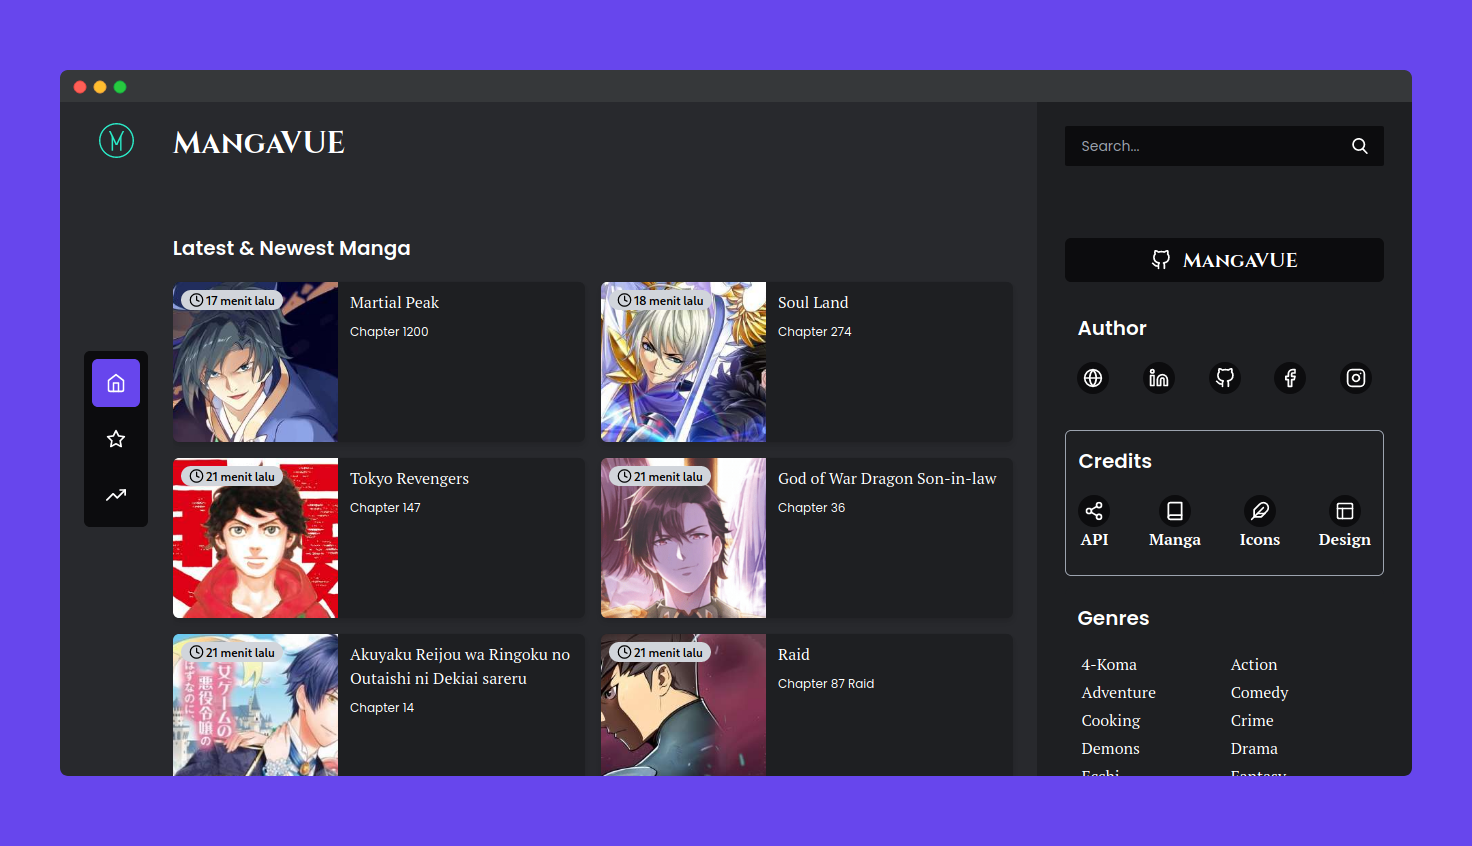 MangaVUE
Search...
MangaVUE
Latest & Newest Manga
17 menit lalu
Martial Peak
Chapter 1200
18 menit lalu
Soul Land
Chapter 274
21 menit lalu
Tokyo Revengers
Chapter 147
21 menit lalu
God of War Dragon Son-in-law
Chapter 36
21 menit lalu
Akuyaku Reijou wa Ringoku no
Outaishi ni Dekiai sareru
Chapter 14
21 menit lalu
Raid
Chapter 87 Raid
Author
Credits
API
Manga
Icons
Design
Genres
4-Koma
Action
Adventure
Comedy
Cooking
Crime
Demons
Drama
Ecchi
Fantasy